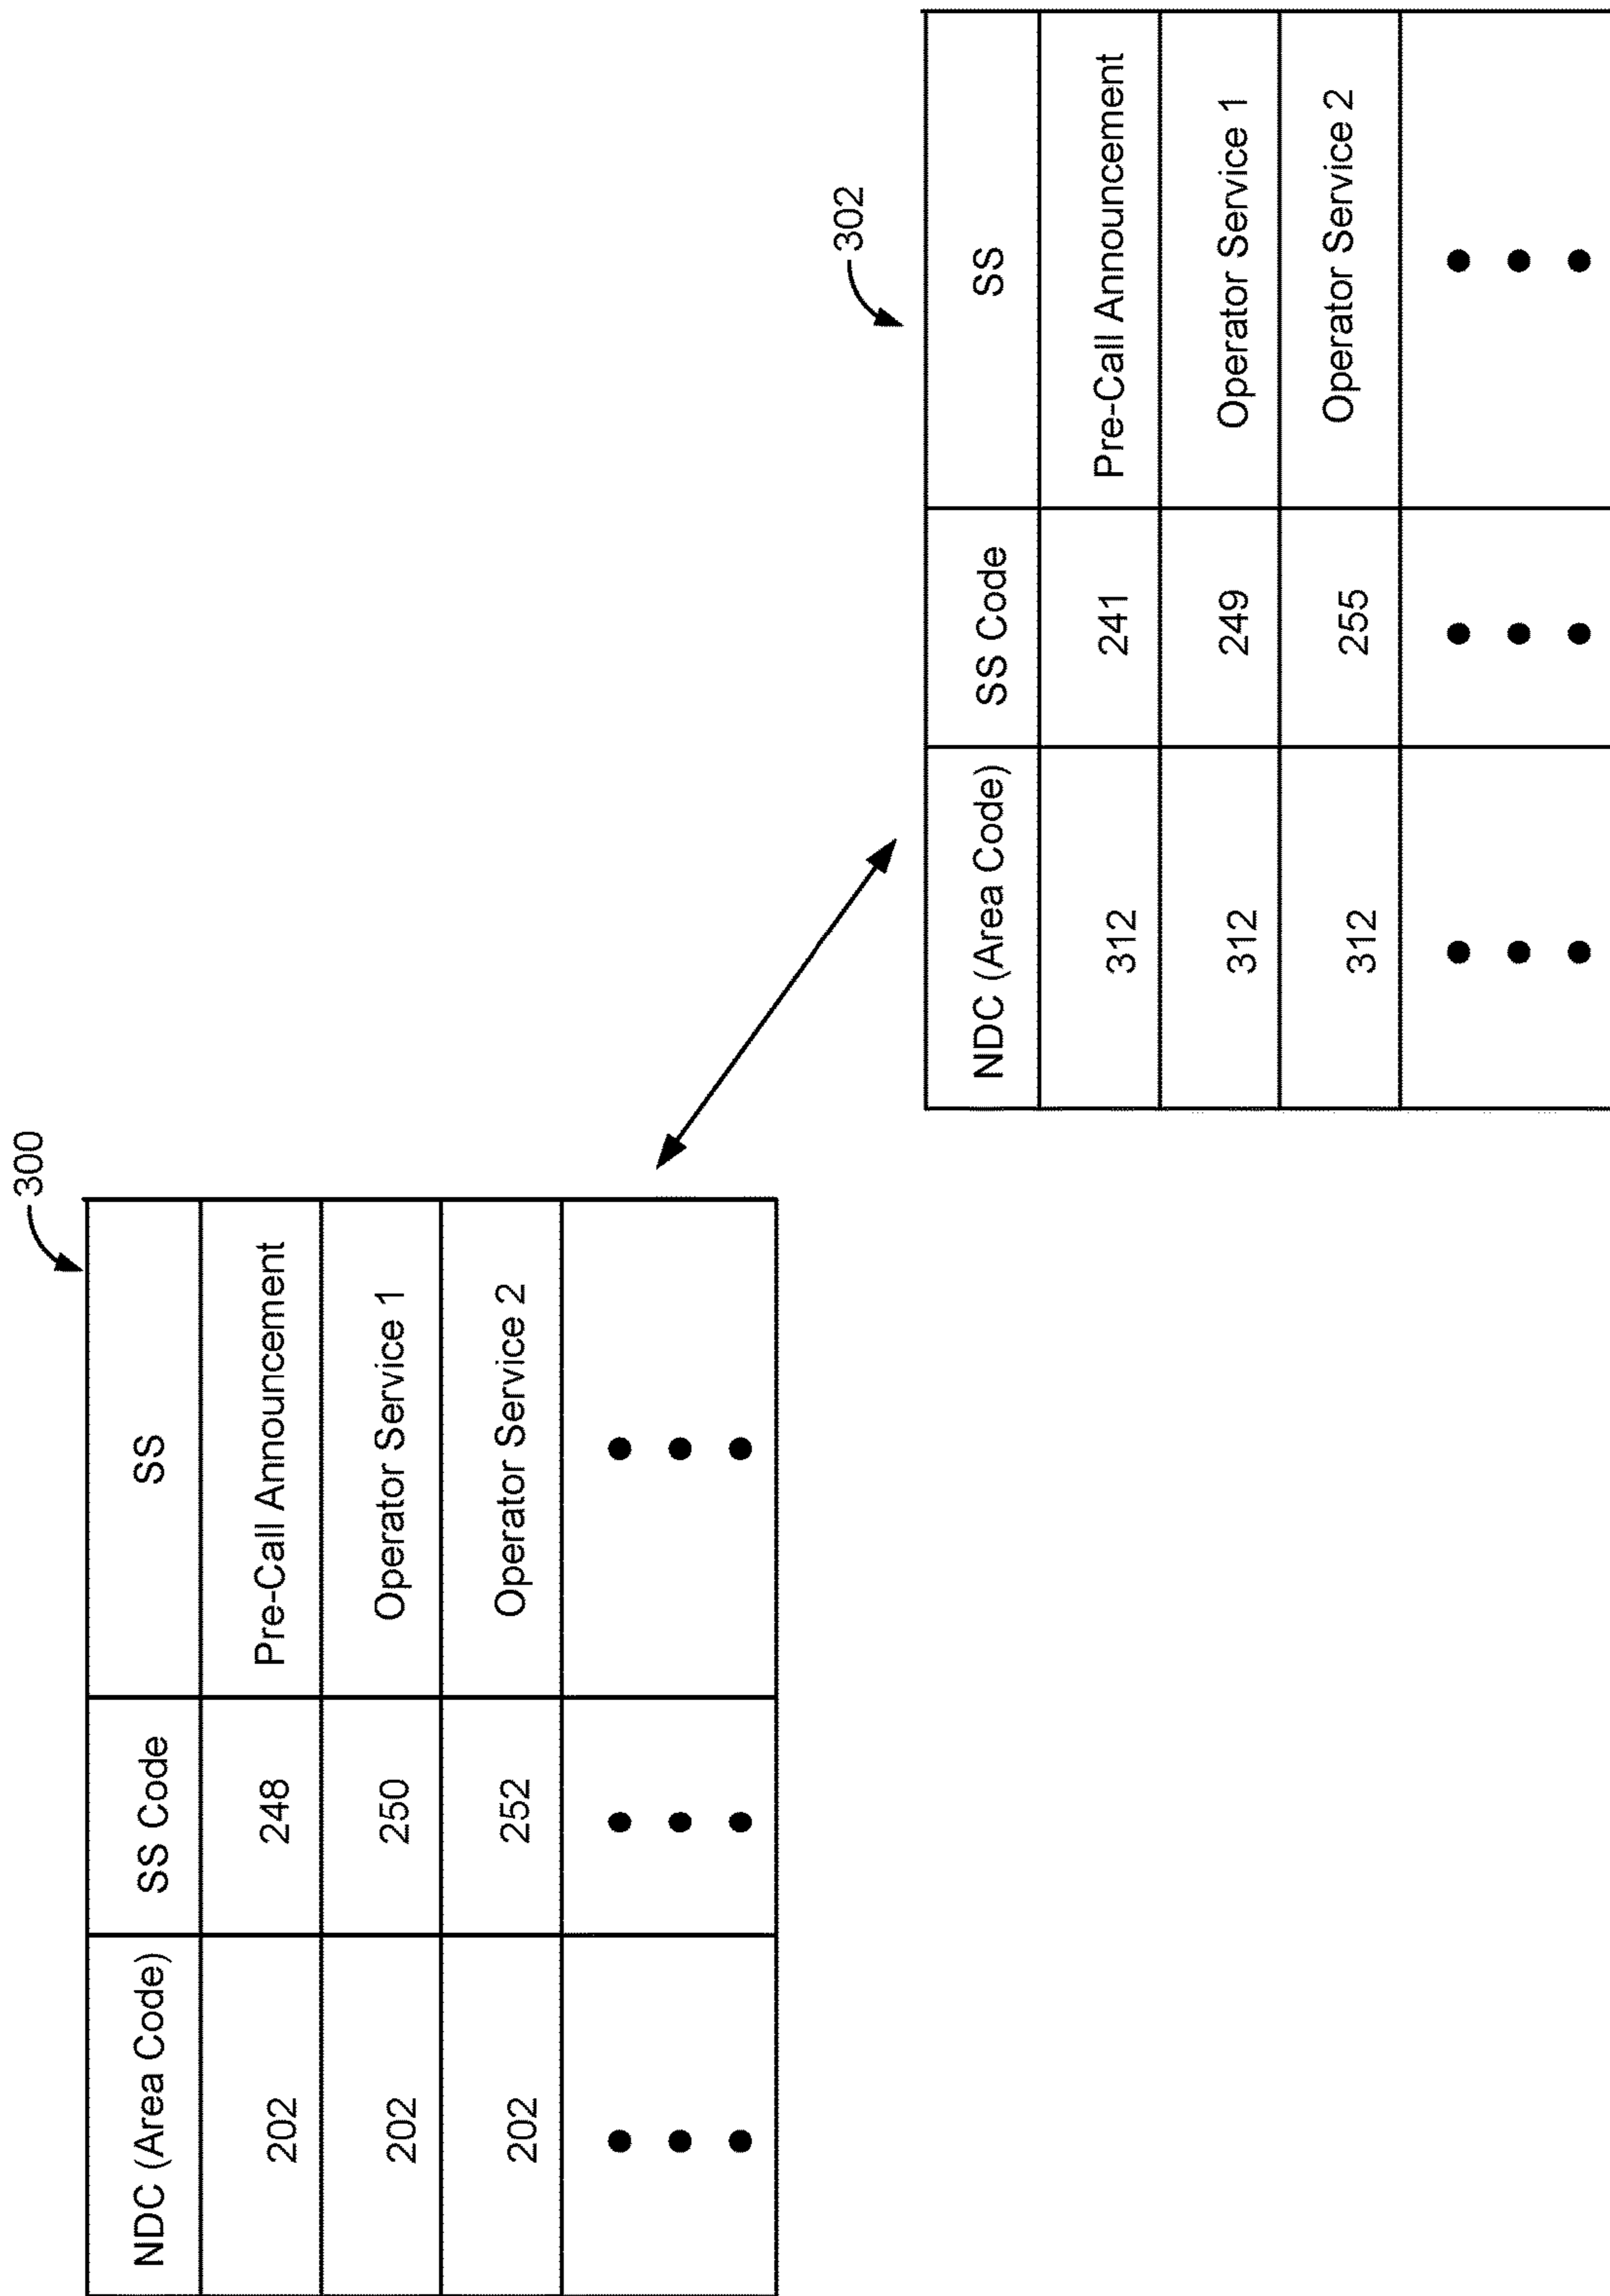 300
NDC (Area Code) SS Code SS
202 248 Pre-Call Announcement
202 250 Operator Service 1
202 252 Operator Service 2
302
NDC (Area Code) SS Code SS
312 241 Pre-Call Announcement
312 249 Operator Service 1
312 255 Operator Service 2